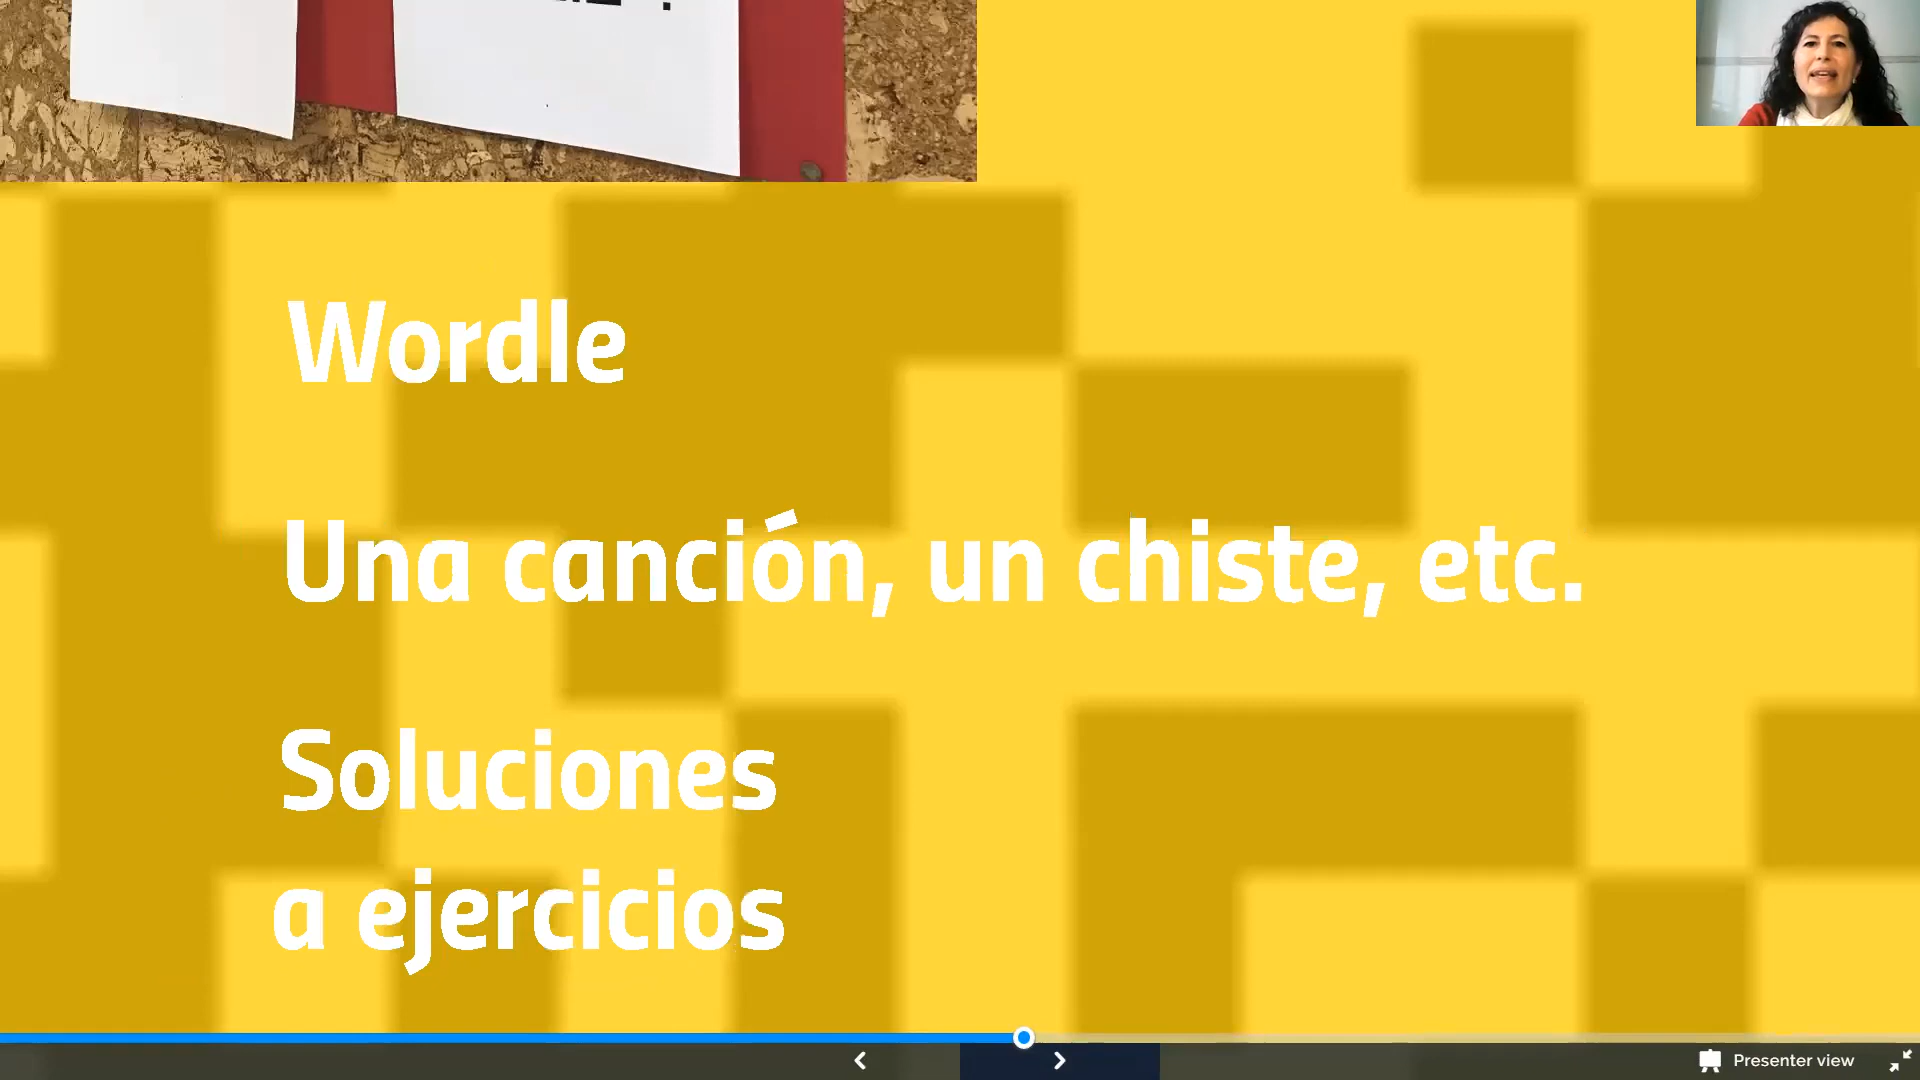 Wordle
Una canción, un chiste, etc.
Soluciones
a ejercicios
Presenter view